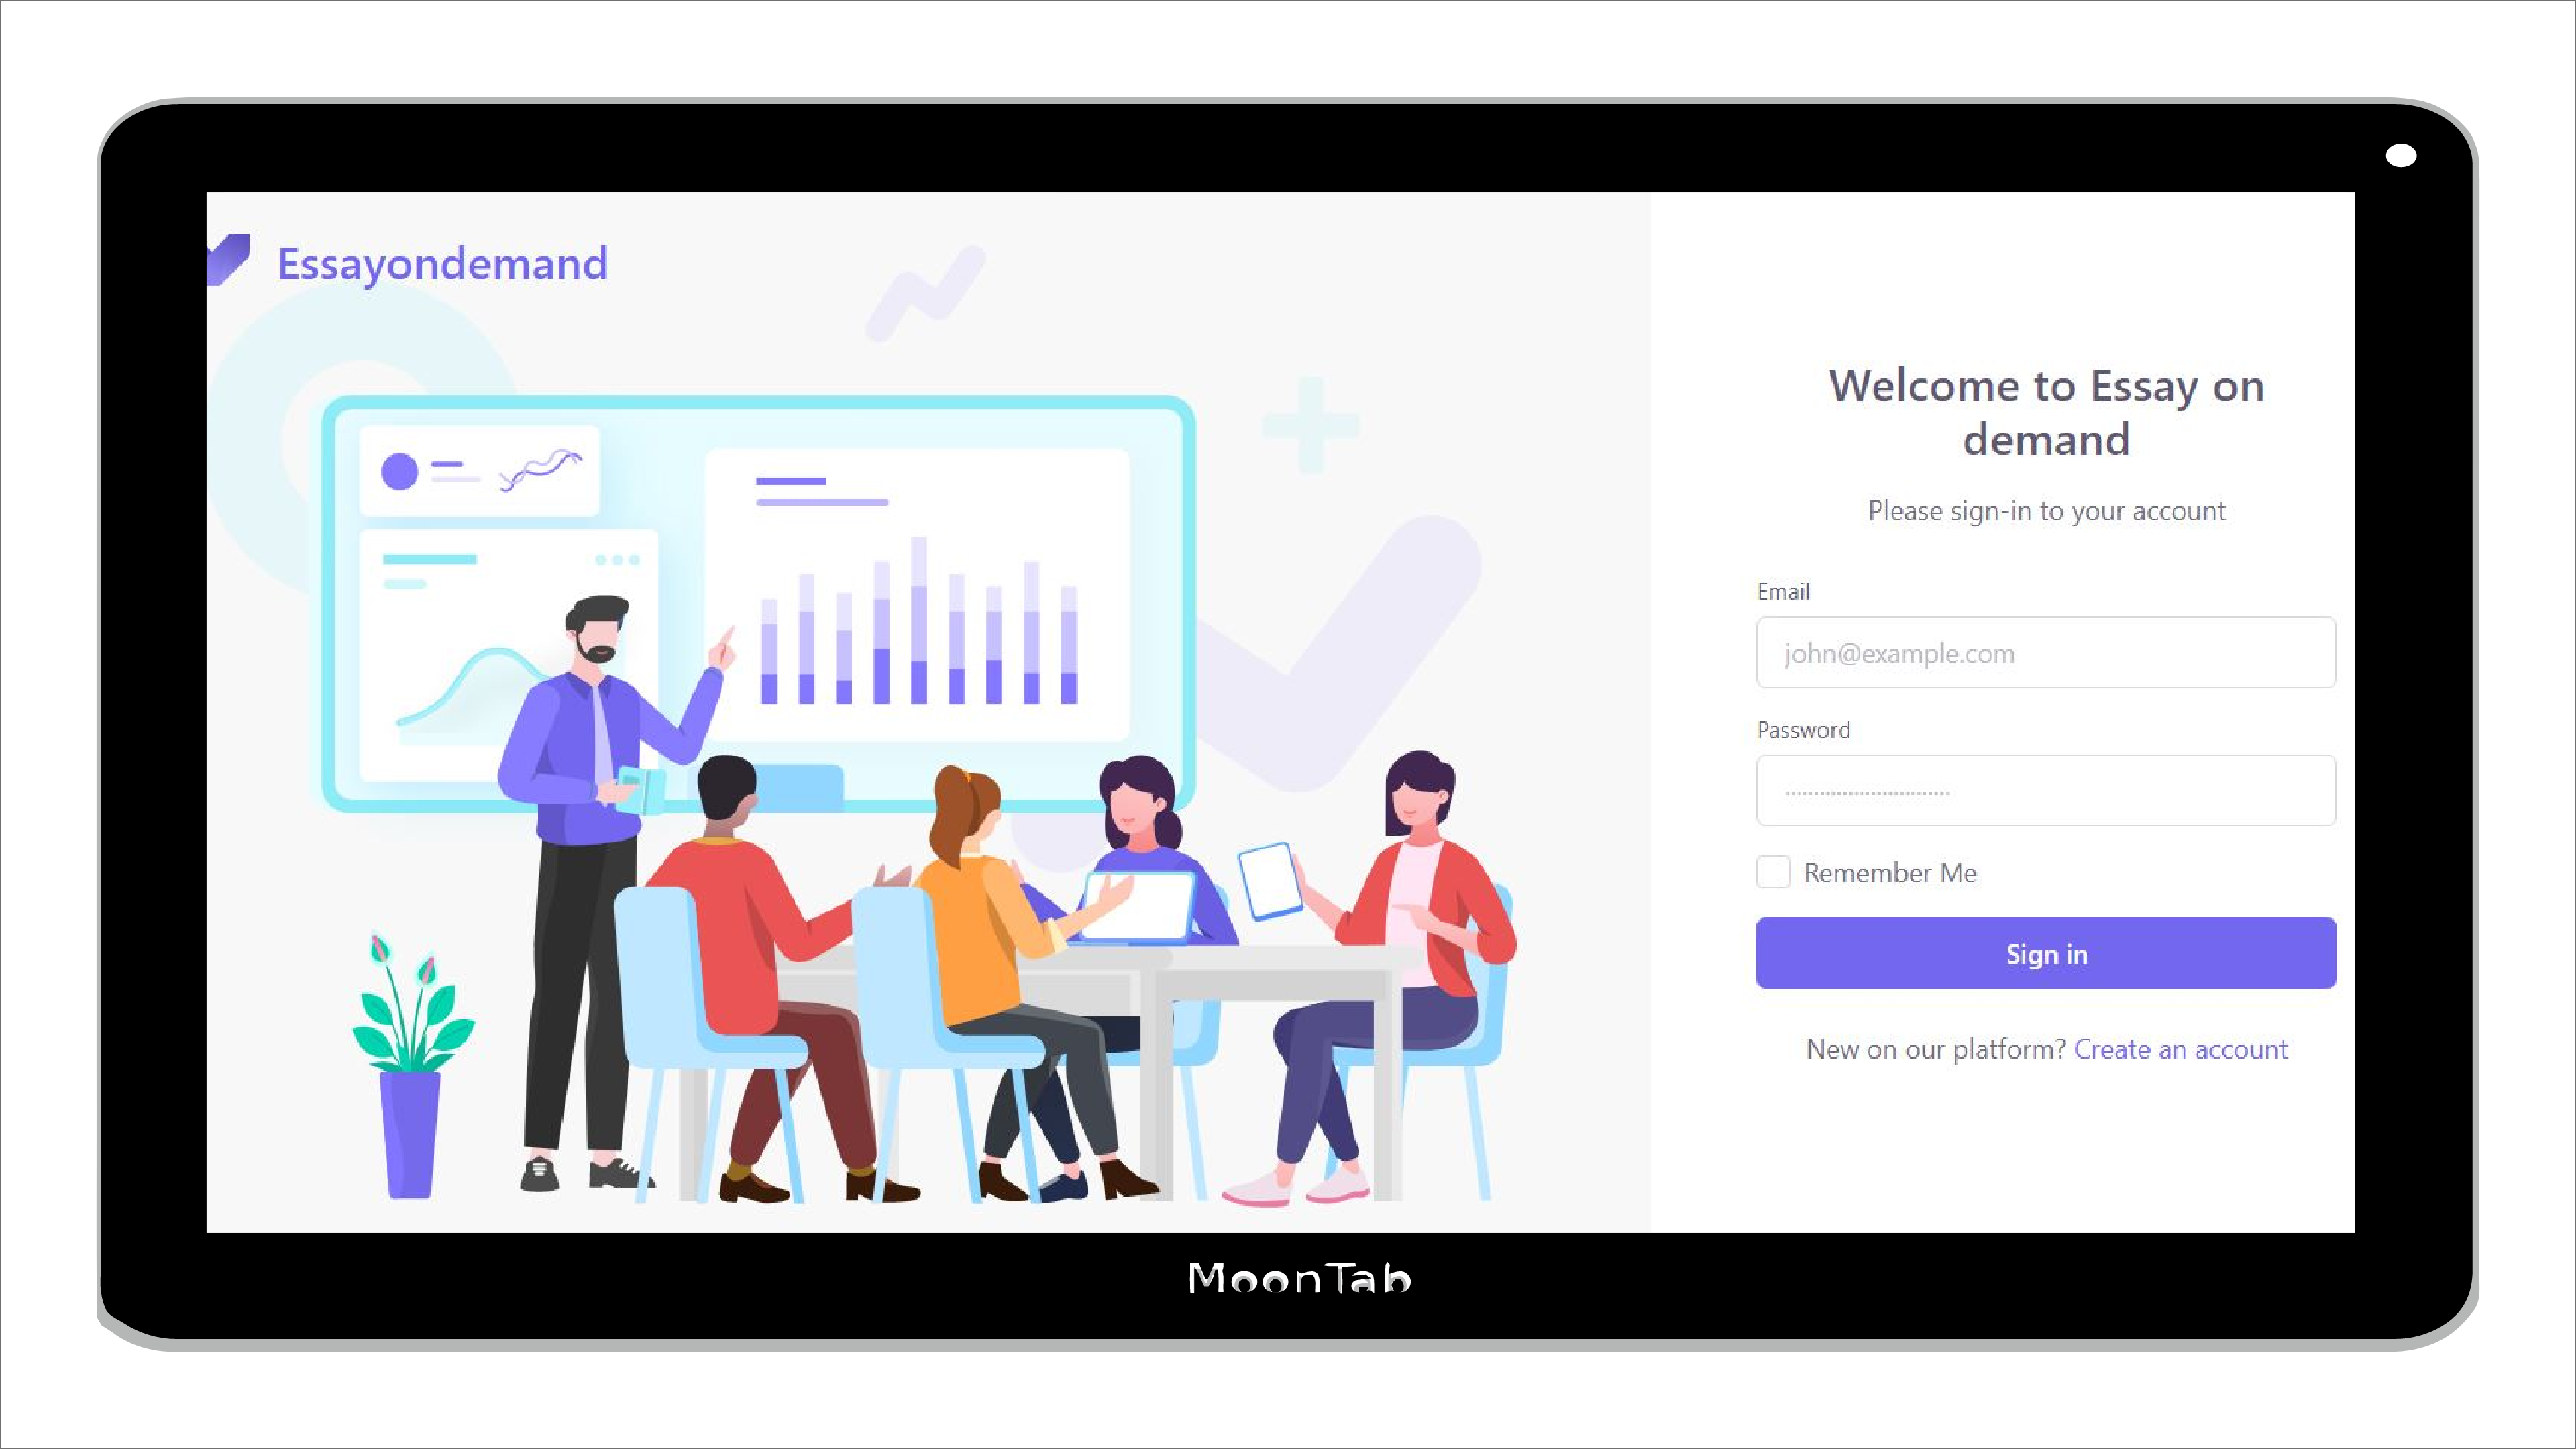 Essayondemand
Welcome to Essay on
demand
Please sign-in to your account
Email
john@example.com
Password
Remember Me
Sign in
New on our platform? Create an account
MoonTab